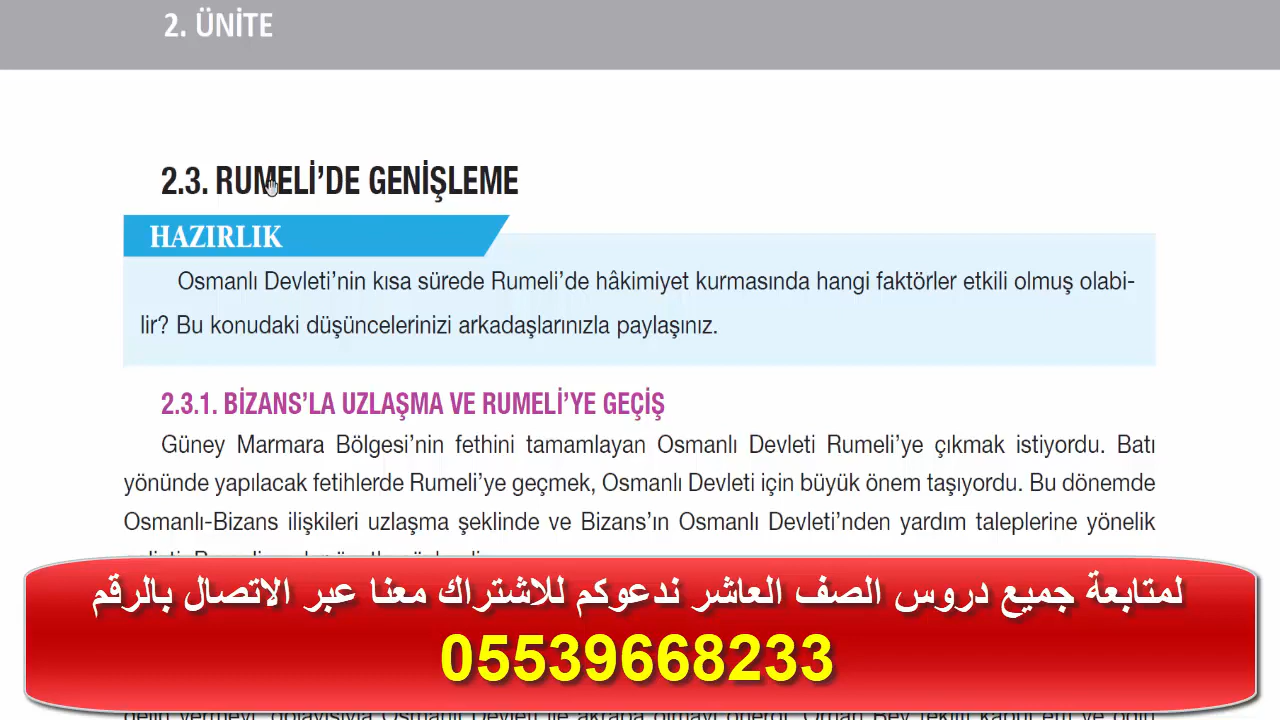 2. ÜNİTE
2.3. RUMELİ'DE GENİŞLEME
HAZIRLIK
Osmanlı Devleti'nin kısa sürede Rumeli'de hâkimiyet kurmasında hangi faktörler etkili olmuş olabi-
lir? Bu konudaki düşüncelerinizi arkadaşlarınızla paylaşınız.
2.3.1. BİZANS'LA UZLAŞMA VE RUMELİ'YE GEÇİŞ
Güney Marmara Bölgesi'nin fethini tamamlayan Osmanlı Devleti Rumeli'ye çıkmak istiyordu. Batı
yönünde yapılacak fetihlerde Rumeli'ye geçmek, Osmanlı Devleti için büyük önem taşıyordu. Bu dönemde
Osmanlı-Bizans ilişkileri uzlaşma şeklinde ve Bizans'ın Osmanlı Devleti'nden yardım taleplerine yönelik
لمتابعة جميع دروس الصف العاشر ندعوكم للاشتراك معنا عبر الاتصال بالرقم
05539668233